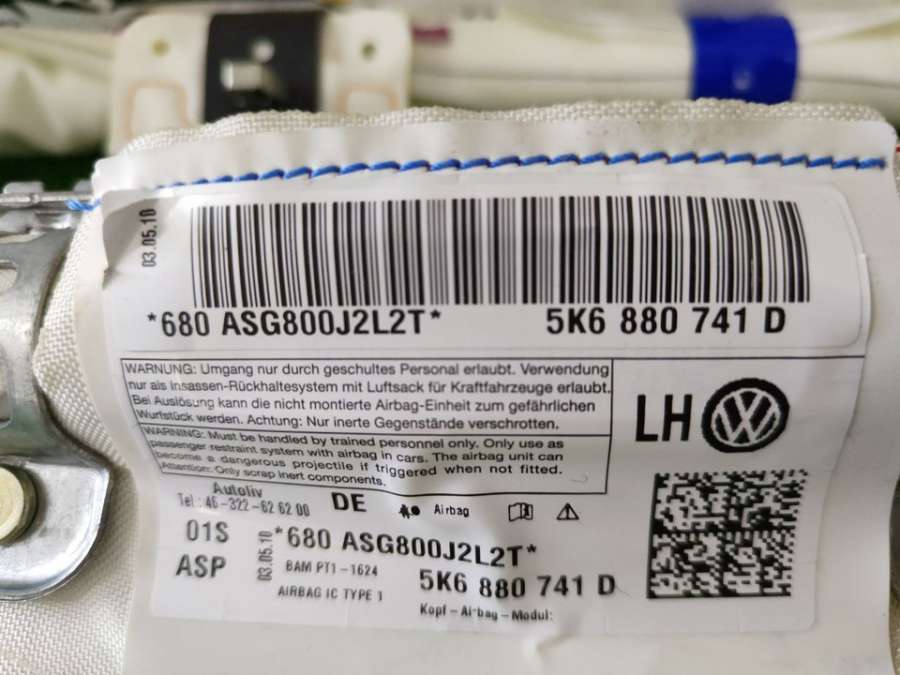 03.05.10
*680 ASG800J2L2T* 5K6 880 741 D
WARNUNG: Umgang nur durch geschultes Personal erlaubt. Verwendung
nur als Insassen-Rückhaltesystem mit Luftsack für Kraftfahrzeuge erlaubt.
Bei Auslösung kann die nicht montierte Airbag-Einheit zum gefährlichen
Wurfstück werden. Achtung: Nur inerte Gegenstände verschrotten.
WARNING: Must be handled by trained personnel only. Only use as
passenger restraint system with airbag in cars. The airbag unit can
become a dangerous projectile if triggered when not fitted.
Attention: Only scrap inert components.
LH
Autoliv
Tel.: 46-322-62 62 00
DE
Airbag
01S
ASP
03.05.10
*680 ASG800J2L2T*
BAM PT1-1624
5K6 880 741 D
AIRBAG IC TYPE 1
Kopf-Airbag-Modul: